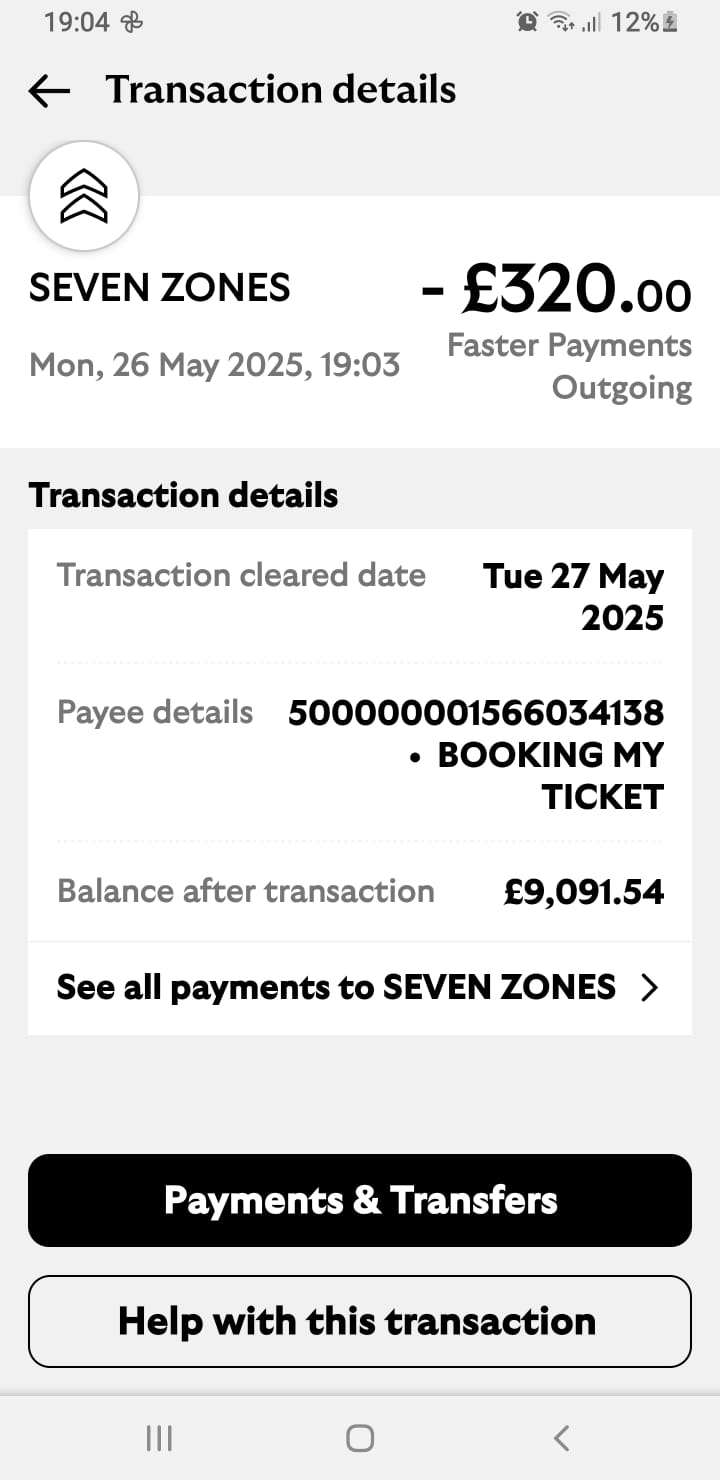 19:04 12%
Transaction details
SEVEN ZONES
- £320.00
Mon, 26 May 2025, 19:03
Faster Payments
Outgoing
Transaction details
Transaction cleared date Tue 27 May
2025
Payee details 500000001566034138
• BOOKING MY
TICKET
Balance after transaction £9,091.54
See all payments to SEVEN ZONES
Payments & Transfers
Help with this transaction